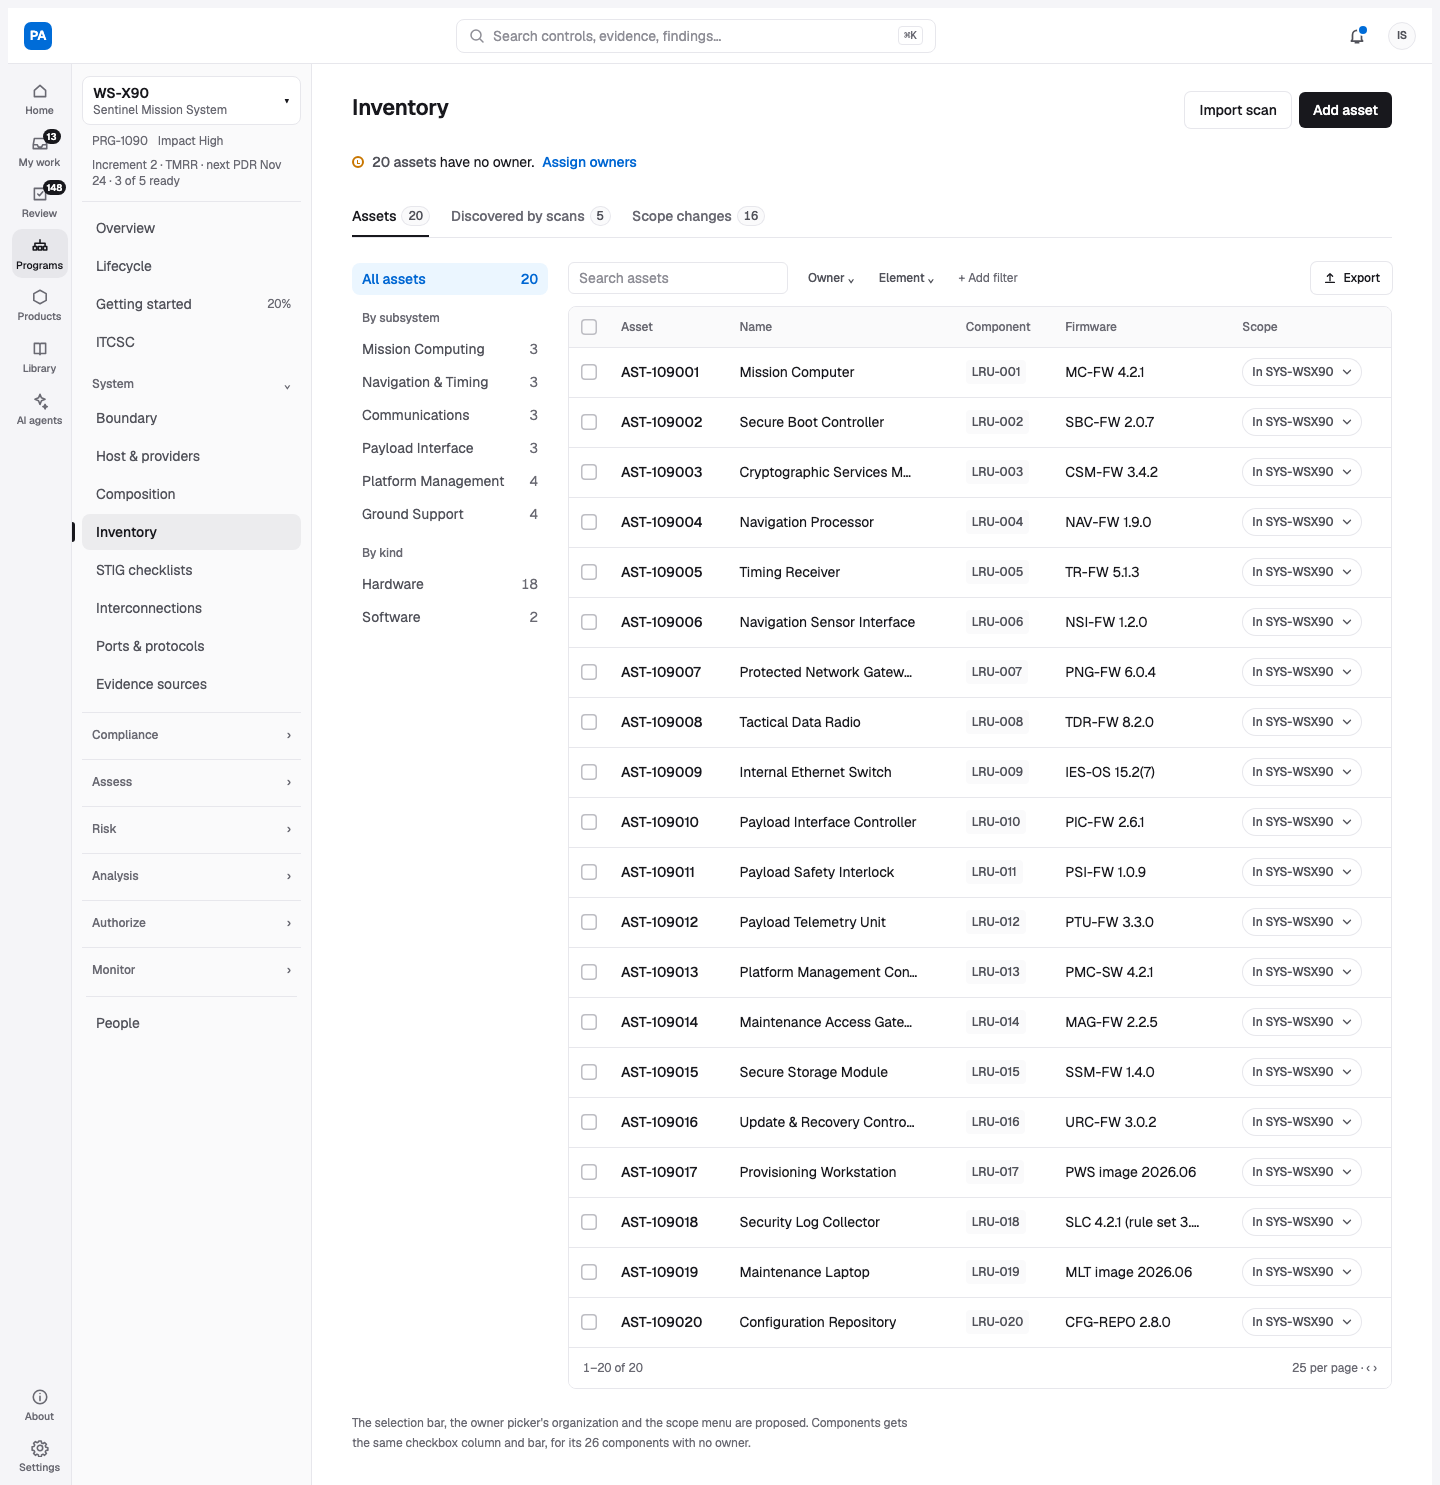 PA
Search controls, evidence, findings...
⌘K
IS
Home
13
My work
148
Review
Programs
Products
Library
AI agents
About
Settings
WS-X90
Sentinel Mission System
PRG-1090 Impact High
Increment 2 · TMRR · next PDR Nov
24 · 3 of 5 ready
Overview
Lifecycle
Getting started 20%
ITCSC
System
Boundary
Host & providers
Composition
Inventory
STIG checklists
Interconnections
Ports & protocols
Evidence sources
Compliance
Assess
Risk
Analysis
Authorize
Monitor
People
Inventory
Import scan
Add asset
20 assets have no owner. Assign owners
Assets 20 Discovered by scans 5 Scope changes 16
All assets 20
By subsystem
Mission Computing 3
Navigation & Timing 3
Communications 3
Payload Interface 3
Platform Management 4
Ground Support 4
By kind
Hardware 18
Software 2
Search assets Owner Element + Add filter Export
Asset Name Component Firmware Scope
AST-109001 Mission Computer LRU-001 MC-FW 4.2.1 In SYS-WSX90
AST-109002 Secure Boot Controller LRU-002 SBC-FW 2.0.7 In SYS-WSX90
AST-109003 Cryptographic Services M... LRU-003 CSM-FW 3.4.2 In SYS-WSX90
AST-109004 Navigation Processor LRU-004 NAV-FW 1.9.0 In SYS-WSX90
AST-109005 Timing Receiver LRU-005 TR-FW 5.1.3 In SYS-WSX90
AST-109006 Navigation Sensor Interface LRU-006 NSI-FW 1.2.0 In SYS-WSX90
AST-109007 Protected Network Gatew... LRU-007 PNG-FW 6.0.4 In SYS-WSX90
AST-109008 Tactical Data Radio LRU-008 TDR-FW 8.2.0 In SYS-WSX90
AST-109009 Internal Ethernet Switch LRU-009 IES-OS 15.2(7) In SYS-WSX90
AST-109010 Payload Interface Controller LRU-010 PIC-FW 2.6.1 In SYS-WSX90
AST-109011 Payload Safety Interlock LRU-011 PSI-FW 1.0.9 In SYS-WSX90
AST-109012 Payload Telemetry Unit LRU-012 PTU-FW 3.3.0 In SYS-WSX90
AST-109013 Platform Management Con... LRU-013 PMC-SW 4.2.1 In SYS-WSX90
AST-109014 Maintenance Access Gate... LRU-014 MAG-FW 2.2.5 In SYS-WSX90
AST-109015 Secure Storage Module LRU-015 SSM-FW 1.4.0 In SYS-WSX90
AST-109016 Update & Recovery Contro... LRU-016 URC-FW 3.0.2 In SYS-WSX90
AST-109017 Provisioning Workstation LRU-017 PWS image 2026.06 In SYS-WSX90
AST-109018 Security Log Collector LRU-018 SLC 4.2.1 (rule set 3.... In SYS-WSX90
AST-109019 Maintenance Laptop LRU-019 MLT image 2026.06 In SYS-WSX90
AST-109020 Configuration Repository LRU-020 CFG-REPO 2.8.0 In SYS-WSX90
1–20 of 20 25 per page · ‹ ›
The selection bar, the owner picker's organization and the scope menu are proposed. Components gets
the same checkbox column and bar, for its 26 components with no owner.